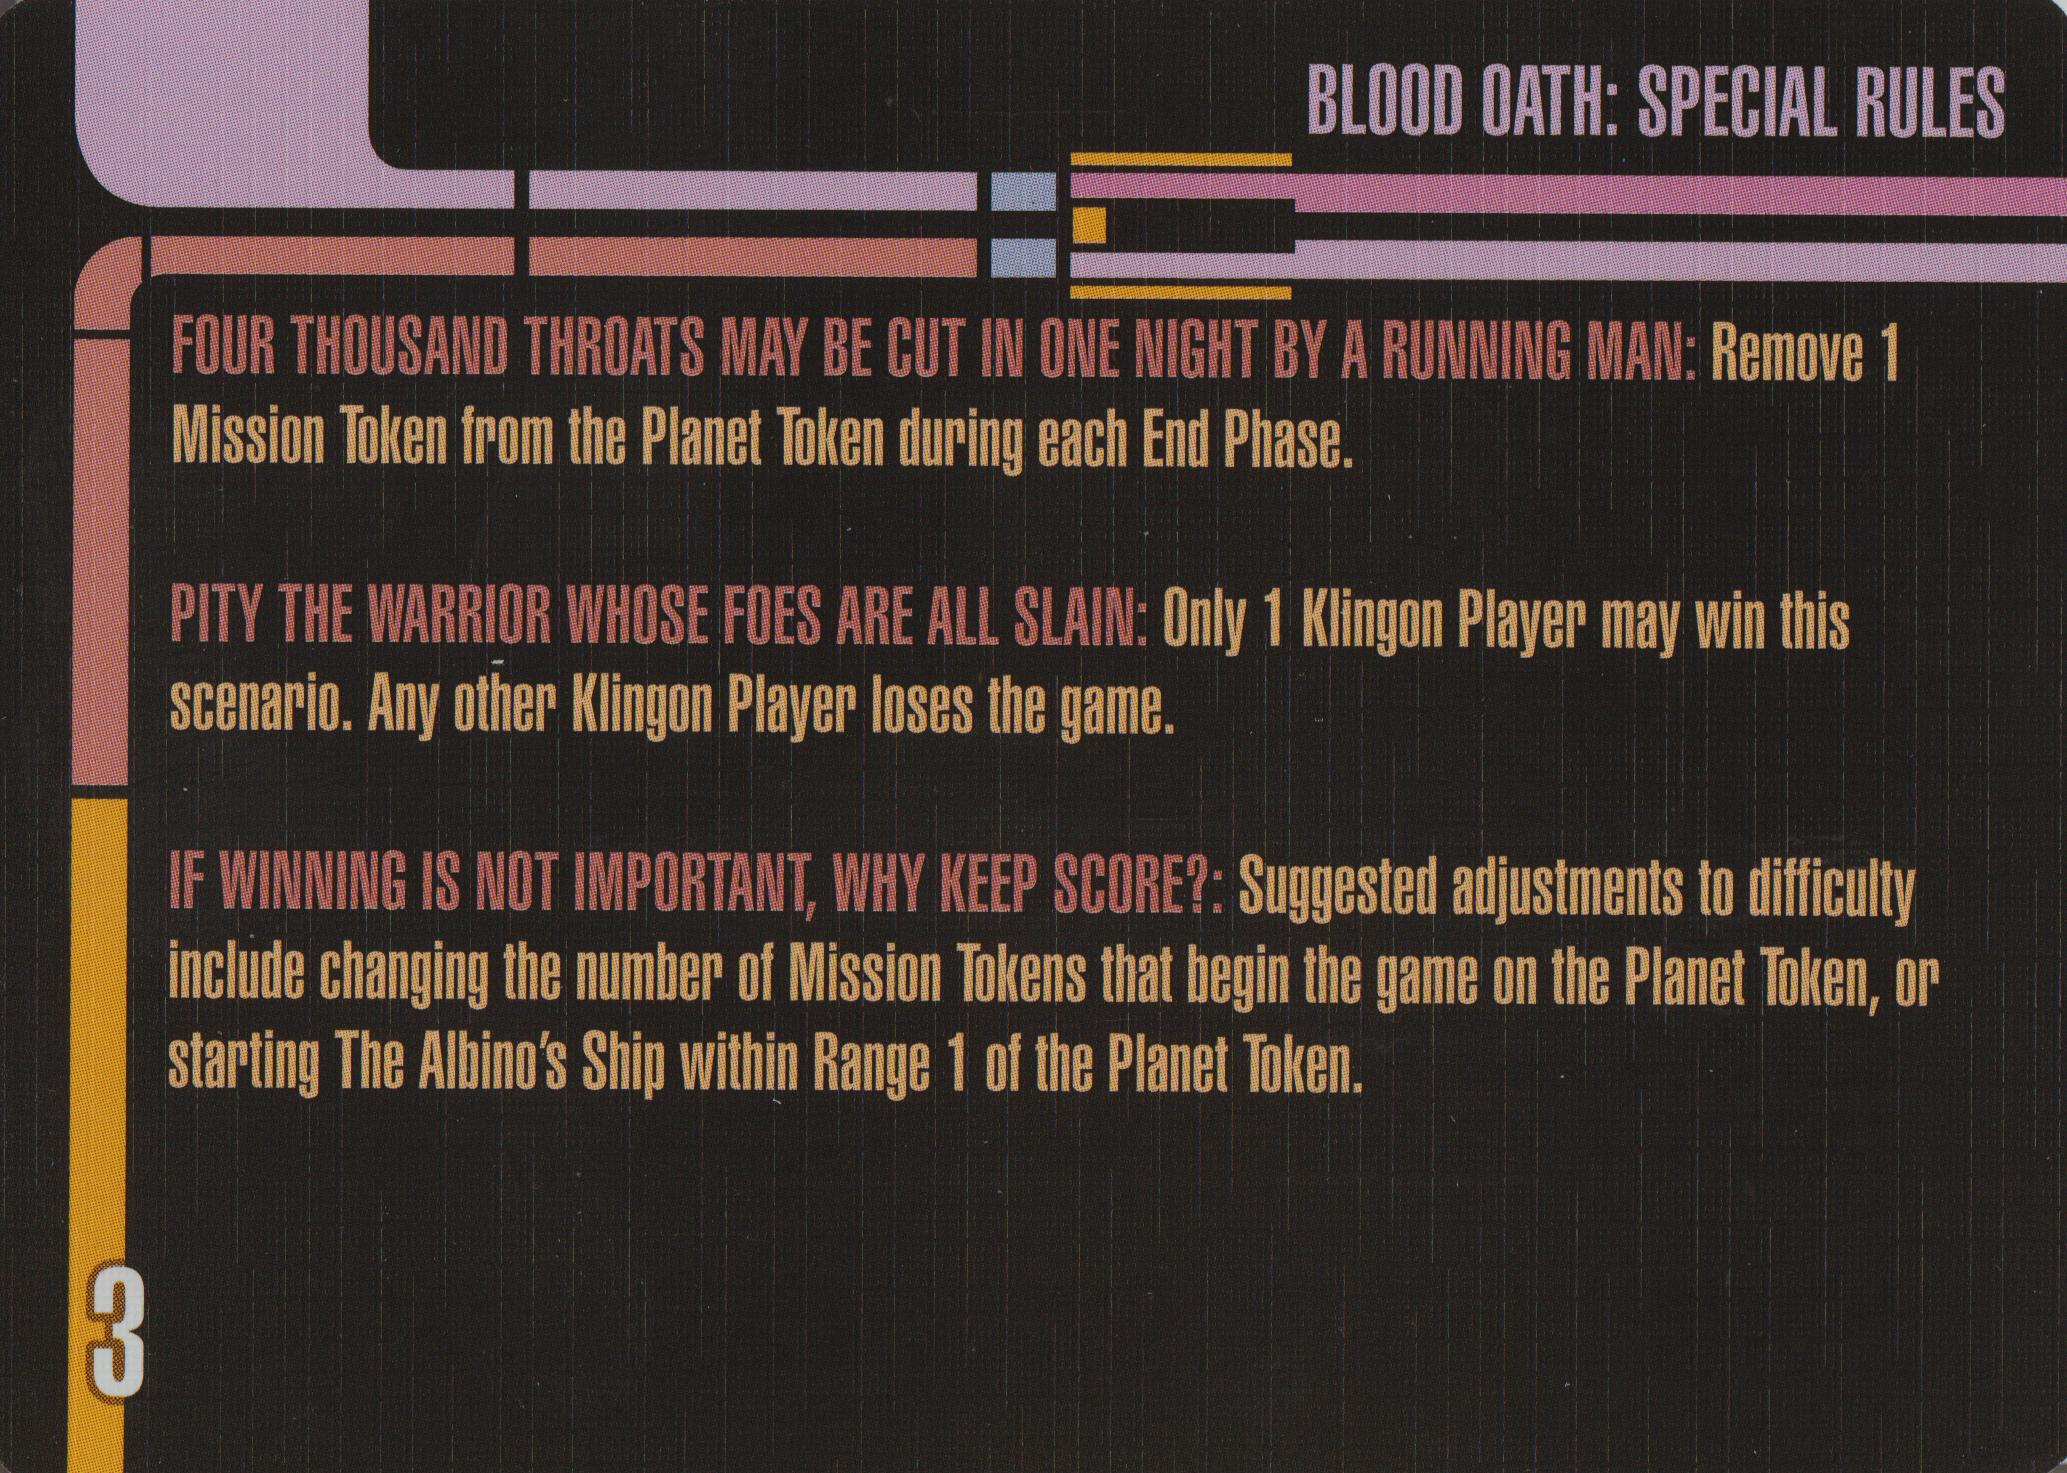 BLOOD OATH: SPECIAL RULES
FOUR THOUSAND THROATS MAY BE CUT IN ONE NIGHT BY A RUNNING MAN: Remove 1
Mission Token from the Planet Token during each End Phase.
PITY THE WARRIOR WHOSE FOES ARE ALL SLAIN: Only 1 Klingon Player may win this
scenario. Any other Klingon Player loses the game.
IF WINNING IS NOT IMPORTANT, WHY KEEP SCORE?: Suggested adjustments to difficulty
include changing the number of Mission Tokens that begin the game on the Planet Token, or
starting The Albino's Ship within Range 1 of the Planet Token.
3